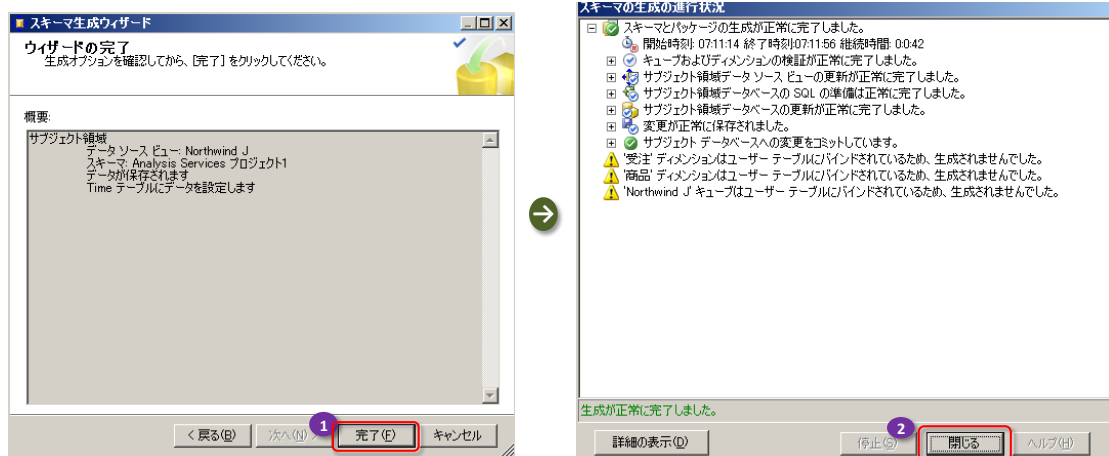 スキーマ生成ウィザード
ウィザードの完了
生成オプションを確認してから、[完了] をクリックしてください。
概要:
サブジェクト領域
データ ソース ビュー: Northwind J
スキーマ: Analysis Services プロジェクト1
データが保存されます
Time テーブルにデータを設定します
< 戻る(B)
次へ(N) >
1
完了(F)
キャンセル
スキーマの生成の進行状況
スキーマとパッケージの生成が正常に完了しました。
開始時刻: 07:11:14 終了時刻:07:11:56 継続時間: 0:0:42
キューブおよびディメンションの検証が正常に完了しました。
サブジェクト領域データ ソース ビューの更新が正常に完了しました。
サブジェクト領域データベースの SQL の準備は正常に完了しました。
サブジェクト領域データベースの更新が正常に完了しました。
変更が正常に保存されました。
サブジェクト データベースへの変更をコミットしています。
'受注' ディメンションはユーザー テーブルにバインドされているため、生成されませんでした。
'商品' ディメンションはユーザー テーブルにバインドされているため、生成されませんでした。
'Northwind J' キューブはユーザー テーブルにバインドされているため、生成されませんでした。
生成が正常に完了しました。
詳細の表示(D)
停止(S)
2
閉じる
ヘルプ(H)